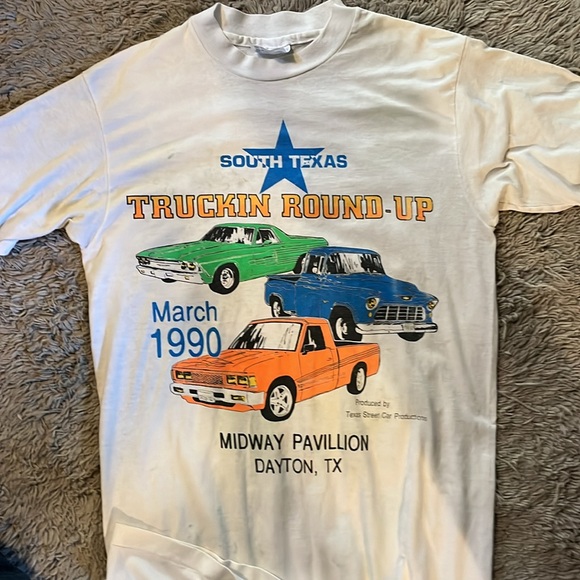 SOUTH TEXAS
TRUCKIN ROUND-UP
March
1990
Produced by
Texas Street Car Productions
MIDWAY PAVILLION
DAYTON, TX